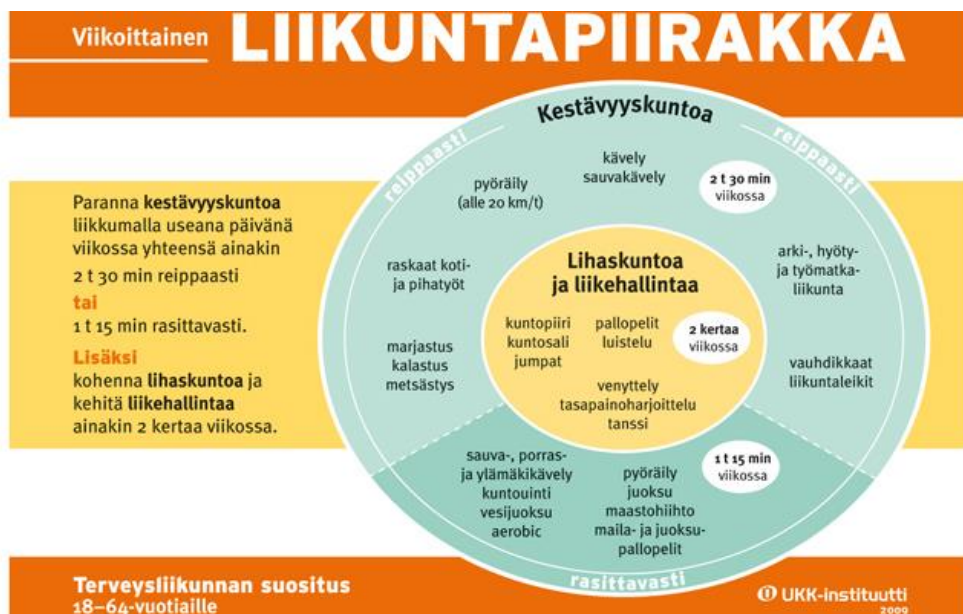 Viikoittainen
LIIKUNTAPIIRAKKA
Paranna kestävyyskuntoa
liikkumalla useana päivänä
viikossa yhteensä ainakin
2 t 30 min reippaasti
tai
1 t 15 min rasittavasti.
Lisäksi
kohenna lihaskuntoa ja
kehitä liikehallintaa
ainakin 2 kertaa viikossa.
Kestävyyskuntoa
reippaasti
reippaasti
kävely
sauvakävely
2 t 30 min
viikossa
pyöräily
(alle 20 km/t)
arki-, hyöty-
ja työmatka-
liikunta
raskaat koti-
ja pihatyöt
marjastus
kalastus
metsästys
vauhdikkaat
liikuntaleikit
Lihaskuntoa
ja liikehallintaa
kuntopiiri
kuntosali
jumpat
pallopelit
luistelu
2 kertaa
viikossa
venyttely
tasapainoharjoittelu
tanssi
sauva-, porras-
ja ylämäkikävely
kuntouinti
vesijuoksu
aerobic
pyöräily
juoksu
maastohiihto
maila- ja juoksu-
pallopelit
1 t 15 min
viikossa
rasittavasti
Terveysliikunnan suositus
18–64-vuotiaille
UKK-instituutti
2009